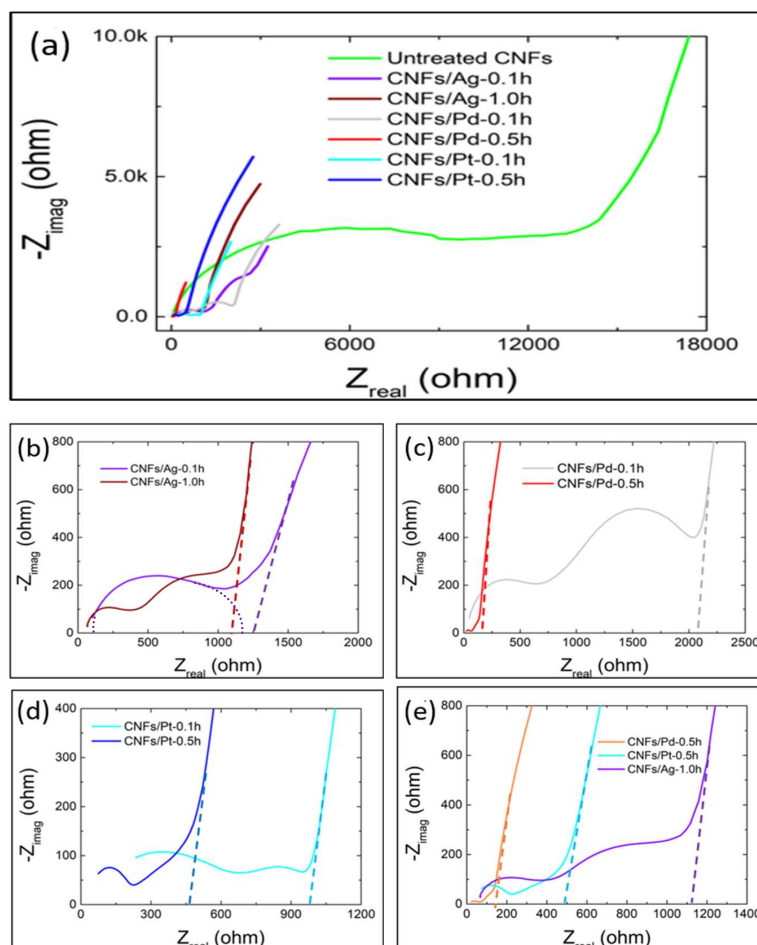 (a)
10.0k
5.0k
0.0
-Zimag (ohm)
Untreated CNFs
CNFs/Ag-0.1h
CNFs/Ag-1.0h
CNFs/Pd-0.1h
CNFs/Pd-0.5h
CNFs/Pt-0.1h
CNFs/Pt-0.5h
0 6000 12000 18000
Zreal (ohm)
(b)
800
600
400
200
0
-Zimag (ohm)
CNFs/Ag-0.1h
CNFs/Ag-1.0h
0 500 1000 1500 2000
Zreal (ohm)
(c)
800
600
400
200
0
-Zimag (ohm)
CNFs/Pd-0.1h
CNFs/Pd-0.5h
0 500 1000 1500 2000 2500
Zreal (ohm)
(d)
400
300
200
100
0
-Zimag (ohm)
CNFs/Pt-0.1h
CNFs/Pt-0.5h
0 300 600 900 1200
Zreal (ohm)
(e)
800
600
400
200
0
-Zimag (ohm)
CNFs/Pd-0.5h
CNFs/Pt-0.5h
CNFs/Ag-1.0h
0 200 400 600 800 1000 1200 1400
Zreal (ohm)